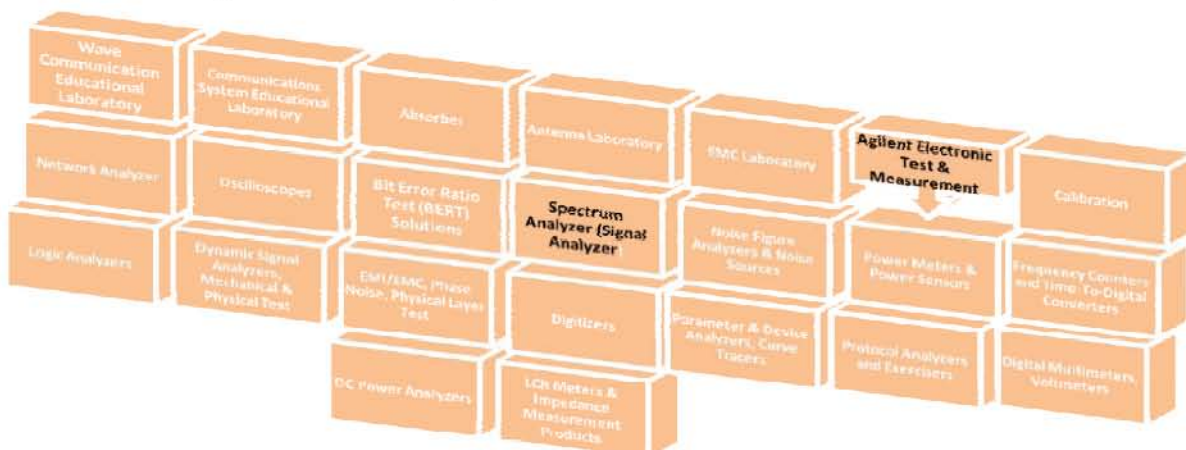 Wave
Communication
Educational
Laboratory
Communications
System Educational
Laboratory
Absorber
Antenna Laboratory
EMC Laboratory
Agilent Electronic
Test &
Measurement
Calibration
Network Analyzer
Oscilloscopes
Bit Error Ratio
Test (BERT)
Solutions
Spectrum
Analyzer (Signal
Analyzer)
Noise Figure
Analyzers & Noise
Sources
Power Meters &
Power Sensors
Frequency Counters
and Time-To-Digital
Converters
Logic Analyzers
Dynamic Signal
Analyzers,
Mechanical &
Physical Test
EMI/EMC, Phase
Noise, Physical Layer
Test
Digitizers
Parameter & Device
Analyzers, Curve
Tracers
Protocol Analyzers
and Exercisers
Digital Multimeters,
Voltmeters
DC Power Analyzers
LCR Meters &
Impedance
Measurement
Products